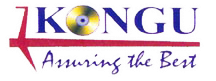 KONGU
Assuring the Best